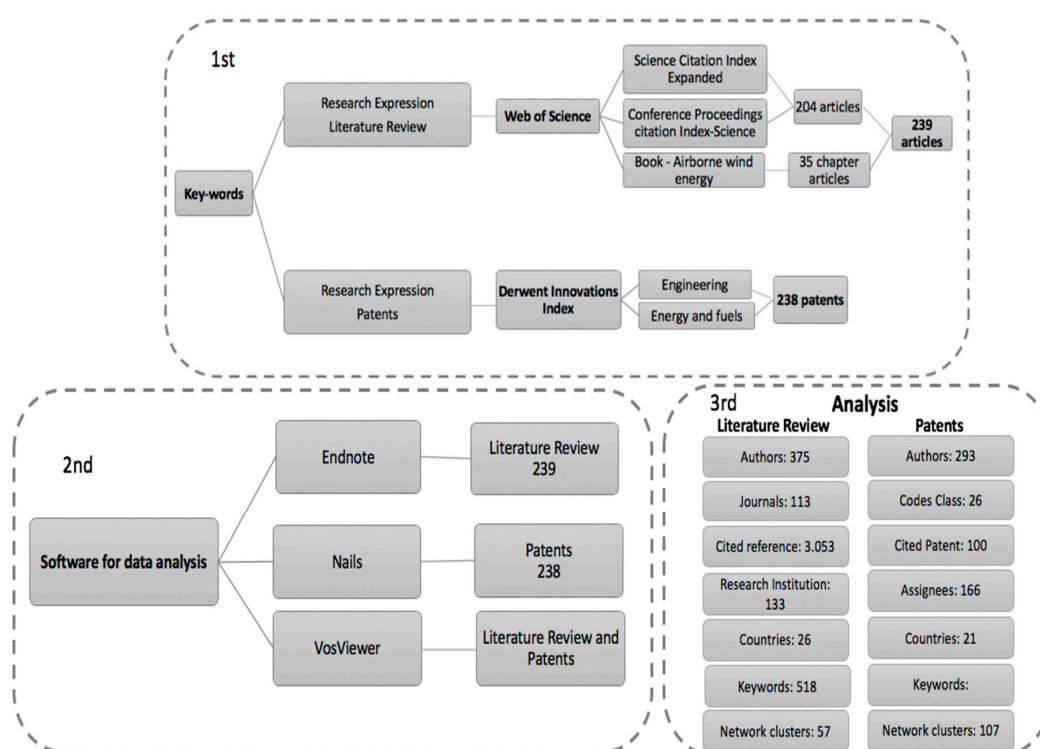 1st
Key-words
Research Expression
Literature Review
Web of Science
Science Citation Index
Expanded
Conference Proceedings
citation Index-Science
Book - Airborne wind
energy
204 articles
35 chapter
articles
239
articles
Research Expression
Patents
Derwent Innovations
Index
Engineering
Energy and fuels
238 patents
2nd
Software for data analysis
Endnote
Literature Review
239
Nails
Patents
238
VosViewer
Literature Review and
Patents
3rd
Analysis
Literature Review
Authors: 375
Journals: 113
Cited reference: 3.053
Research Institution:
133
Countries: 26
Keywords: 518
Network clusters: 57
Patents
Authors: 293
Codes Class: 26
Cited Patent: 100
Assignees: 166
Countries: 21
Keywords:
Network clusters: 107